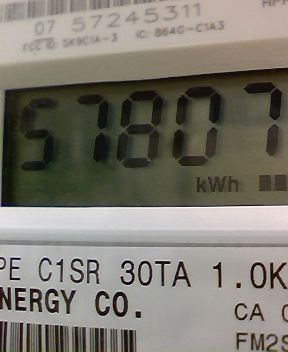 07 57245311
FCC ID: SK9C1A-3 IC: 864G-C1A3
57807
kWh
PE C1SR 30TA 1.0K
NERGY CO.
CA
FM2S